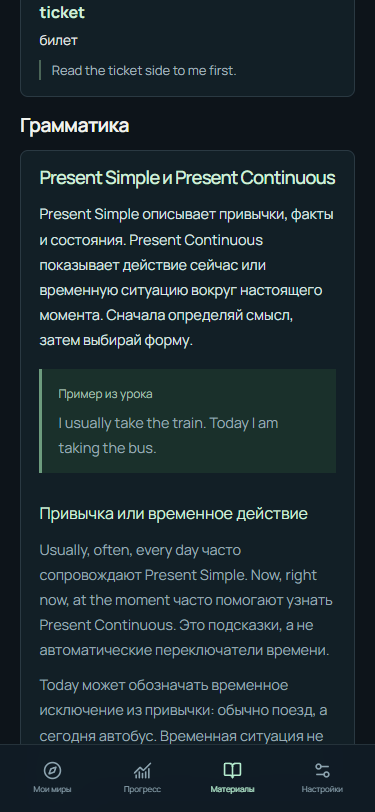 ticket
билет
Read the ticket side to me first.
Грамматика
Present Simple и Present Continuous
Present Simple описывает привычки, факты
и состояния. Present Continuous
показывает действие сейчас или
временную ситуацию вокруг настоящего
момента. Сначала определяй смысл,
затем выбирай форму.
Пример из урока
I usually take the train. Today I am
taking the bus.
Привычка или временное действие
Usually, often, every day часто
сопровождают Present Simple. Now, right
now, at the moment часто помогают узнать
Present Continuous. Это подсказки, а не
автоматические переключатели времени.
Today может обозначать временное
исключение из привычки: обычно поезд, а
сегодня автобус. Временная ситуация не
Мои миры
Прогресс
Материалы
Настройки